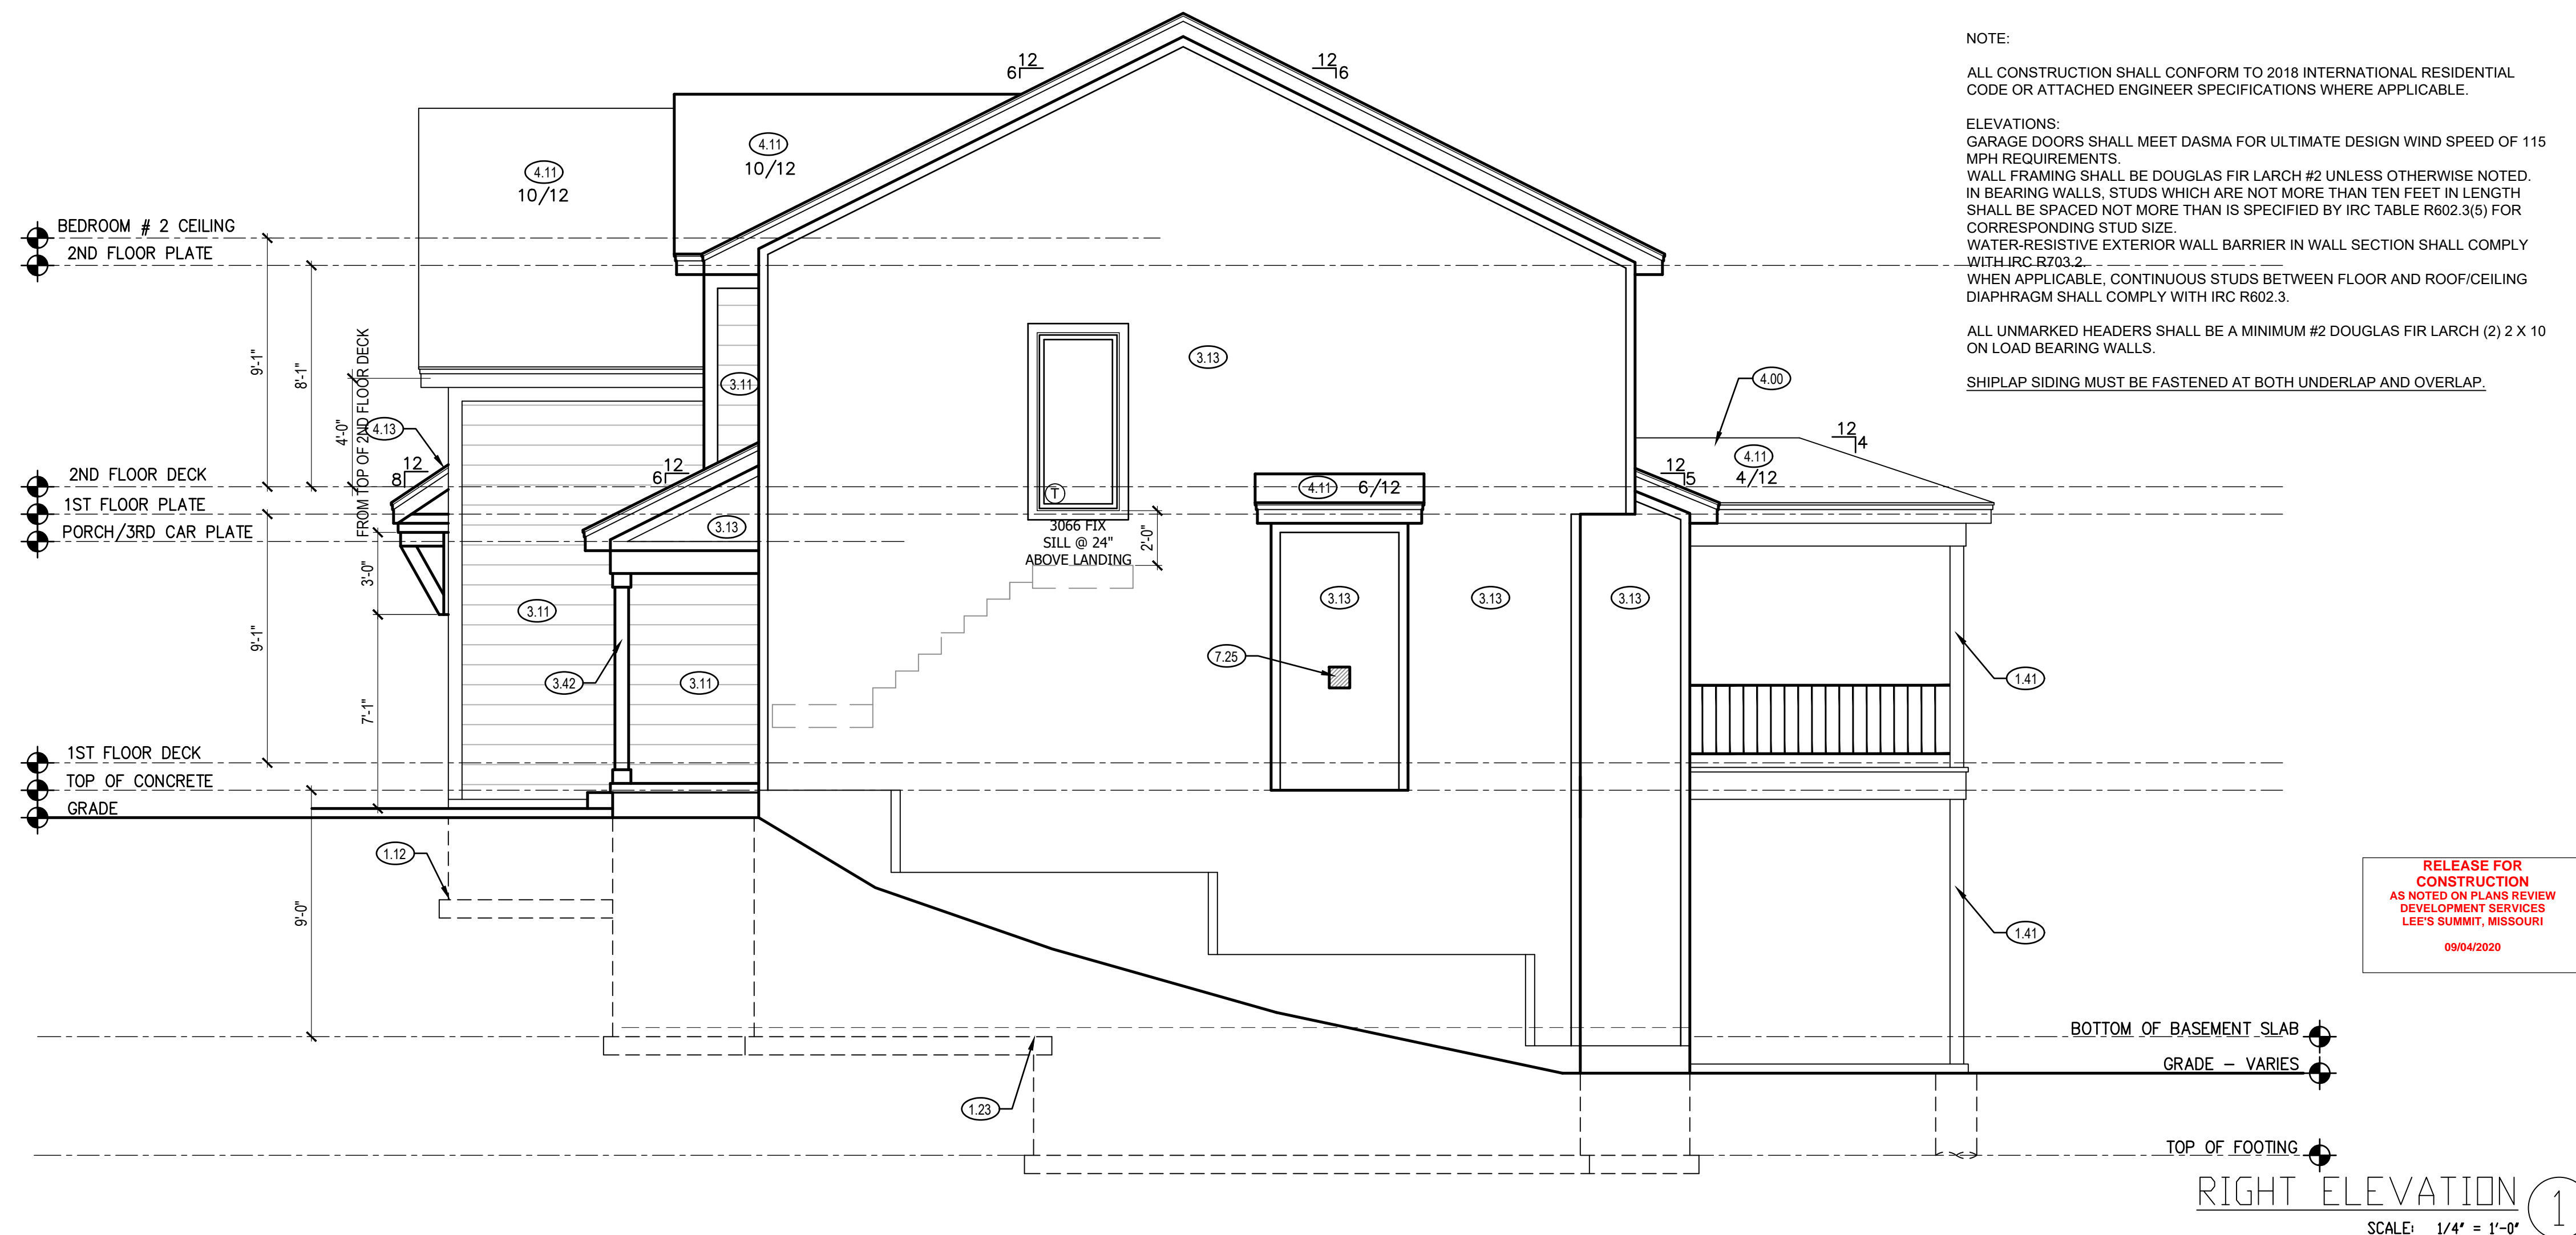 NOTE:
ALL CONSTRUCTION SHALL CONFORM TO 2018 INTERNATIONAL RESIDENTIAL
CODE OR ATTACHED ENGINEER SPECIFICATIONS WHERE APPLICABLE.
ELEVATIONS:
GARAGE DOORS SHALL MEET DASMA FOR ULTIMATE DESIGN WIND SPEED OF 115
MPH REQUIREMENTS.
WALL FRAMING SHALL BE DOUGLAS FIR LARCH #2 UNLESS OTHERWISE NOTED.
IN BEARING WALLS, STUDS WHICH ARE NOT MORE THAN TEN FEET IN LENGTH
SHALL BE SPACED NOT MORE THAN IS SPECIFIED BY IRC TABLE R602.3(5) FOR
CORRESPONDING STUD SIZE.
WATER-RESISTIVE EXTERIOR WALL BARRIER IN WALL SECTION SHALL COMPLY
WITH IRC R703.2.
WHEN APPLICABLE, CONTINUOUS STUDS BETWEEN FLOOR AND ROOF/CEILING
DIAPHRAGM SHALL COMPLY WITH IRC R602.3.
ALL UNMARKED HEADERS SHALL BE A MINIMUM #2 DOUGLAS FIR LARCH (2) 2 X 10
ON LOAD BEARING WALLS.
SHIPLAP SIDING MUST BE FASTENED AT BOTH UNDERLAP AND OVERLAP.
12
6
12
6
4.11
10/12
4.11
10/12
BEDROOM # 2 CEILING
2ND FLOOR PLATE
9'-1"
8'-1"
4'-0"
FROM TOP OF 2ND FLOOR DECK
3.11
3.13
4.00
4.13
12
8
12
6
12
5
12
4
4.11
4/12
2ND FLOOR DECK
1ST FLOOR PLATE
PORCH/3RD CAR PLATE
T
4.11 6/12
3.13
3066 FIX
SILL @ 24"
ABOVE LANDING
2'-0"
3'-0"
9'-1"
7'-1"
3.11
3.13
3.13
3.13
7.25
3.42
3.11
1.41
1ST FLOOR DECK
TOP OF CONCRETE
GRADE
1.12
9'-0"
1.41
RELEASE FOR
CONSTRUCTION
AS NOTED ON PLANS REVIEW
DEVELOPMENT SERVICES
LEE'S SUMMIT, MISSOURI
09/04/2020
BOTTOM OF BASEMENT SLAB
GRADE - VARIES
1.23
TOP OF FOOTING
RIGHT ELEVATION
1
SCALE: 1/4" = 1'-0"